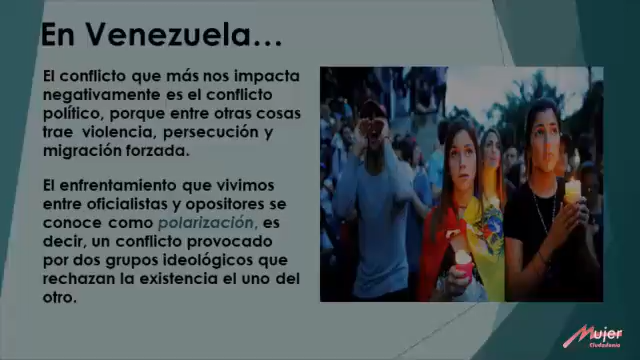 En Venezuela...
El conflicto que más nos impacta
negativamente es el conflicto
político, porque entre otras cosas
trae violencia, persecución y
migración forzada.
El enfrentamiento que vivimos
entre oficialistas y opositores se
conoce como polarización, es
decir, un conflicto provocado
por dos grupos ideológicos que
rechazan la existencia el uno del
otro.
Mujer
Ciudadanía